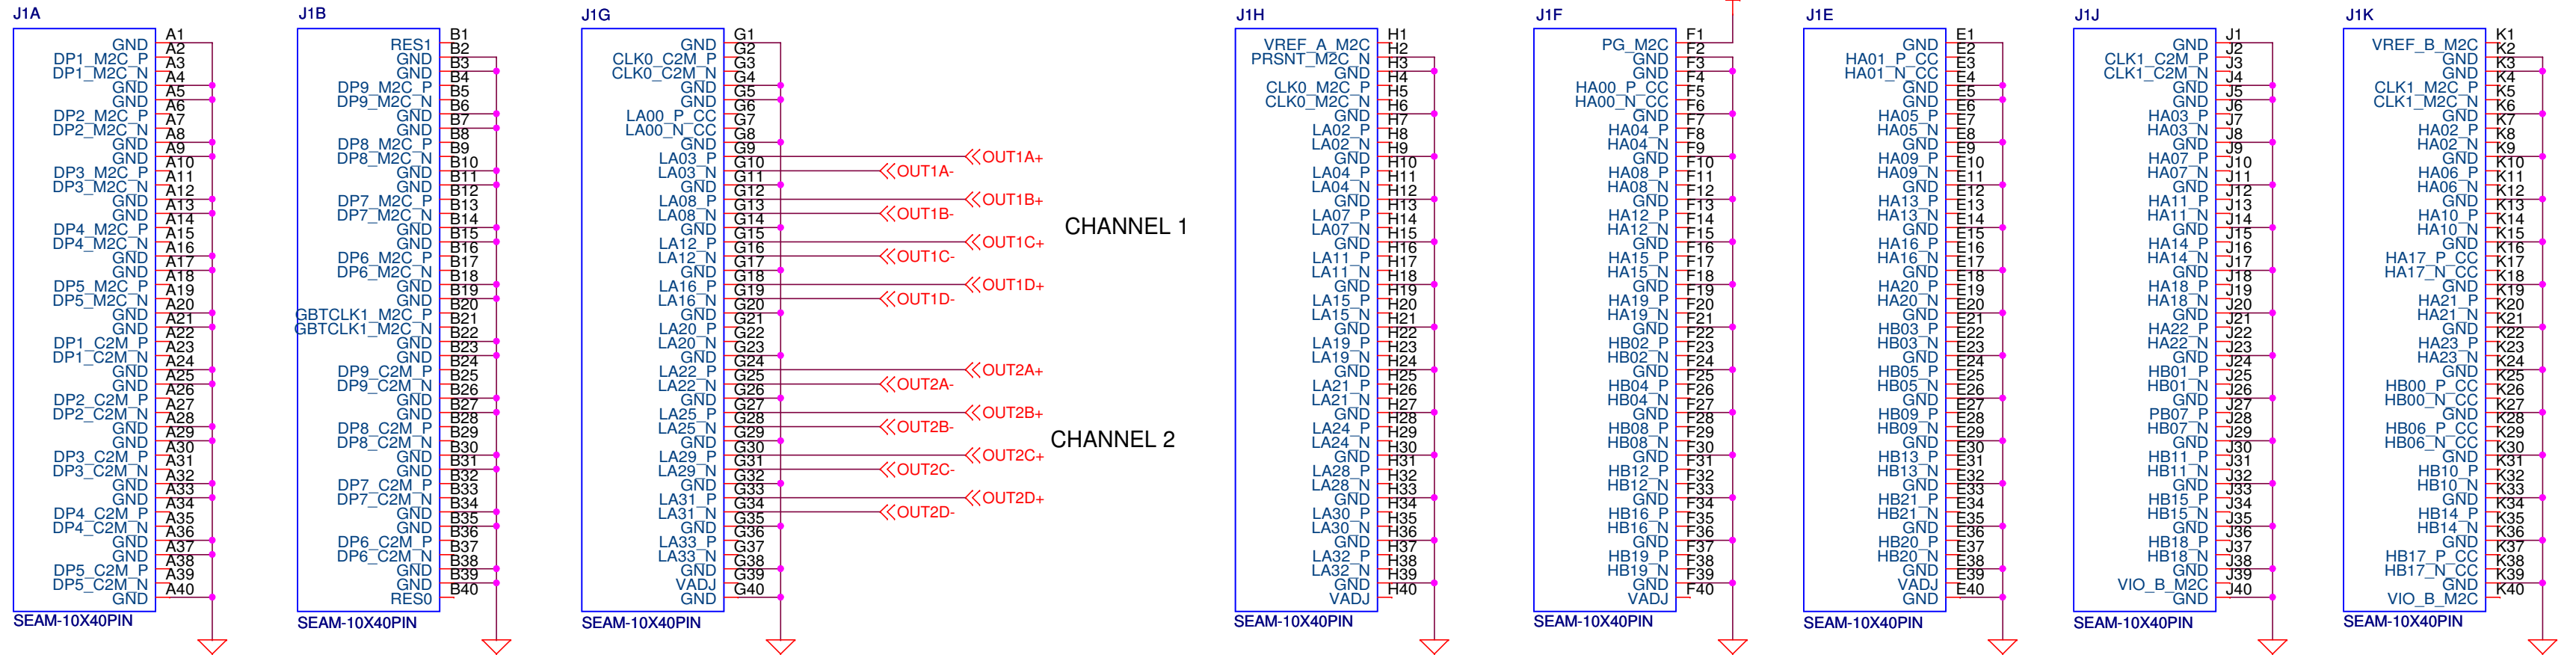 J1A
GND A1
DP1_M2C_P A2
DP1_M2C_N A3
GND A4
GND A5
DP2_M2C_P A6
DP2_M2C_N A7
GND A8
GND A9
DP3_M2C_P A10
DP3_M2C_N A11
GND A12
GND A13
DP4_M2C_P A14
DP4_M2C_N A15
GND A16
GND A17
DP5_M2C_P A18
DP5_M2C_N A19
GND A20
GND A21
DP1_C2M_P A22
DP1_C2M_N A23
GND A24
GND A25
DP2_C2M_P A26
DP2_C2M_N A27
GND A28
GND A29
DP3_C2M_P A30
DP3_C2M_N A31
GND A32
GND A33
DP4_C2M_P A34
DP4_C2M_N A35
GND A36
GND A37
DP5_C2M_P A38
DP5_C2M_N A39
GND A40
SEAM-10X40PIN
J1B
RES1 B1
GND B2
GND B3
DP9_M2C_P B4
DP9_M2C_N B5
GND B6
GND B7
DP8_M2C_P B8
DP8_M2C_N B9
GND B10
GND B11
DP7_M2C_P B12
DP7_M2C_N B13
GND B14
GND B15
DP6_M2C_P B16
DP6_M2C_N B17
GND B18
GND B19
GBTCLK1_M2C_P B20
GBTCLK1_M2C_N B21
GND B22
GND B23
DP9_C2M_P B24
DP9_C2M_N B25
GND B26
GND B27
DP8_C2M_P B28
DP8_C2M_N B29
GND B30
GND B31
DP7_C2M_P B32
DP7_C2M_N B33
GND B34
GND B35
DP6_C2M_P B36
DP6_C2M_N B37
GND B38
GND B39
RES0 B40
SEAM-10X40PIN
J1G
GND G1
CLK0_C2M_P G2
CLK0_C2M_N G3
GND G4
GND G5
LA00_P_CC G6
LA00_N_CC G7
GND G8
LA03_P G9 OUT1A+
LA03_N G10 OUT1A-
GND G11
LA08_P G12 OUT1B+
LA08_N G13 OUT1B-
GND G14
LA12_P G15 OUT1C+
LA12_N G16 OUT1C-
GND G17
LA16_P G18 OUT1D+
LA16_N G19 OUT1D-
GND G20
LA20_P G21
LA20_N G22
GND G23
LA22_P G24 OUT2A+
LA22_N G25 OUT2A-
GND G26
LA25_P G27 OUT2B+
LA25_N G28 OUT2B-
GND G29
LA29_P G30 OUT2C+
LA29_N G31 OUT2C-
GND G32
LA31_P G33 OUT2D+
LA31_N G34 OUT2D-
GND G35
LA33_P G36
LA33_N G37
GND G38
VADJ G39
GND G40
SEAM-10X40PIN
CHANNEL 1
CHANNEL 2
J1H
VREF_A_M2C H1
PRSNT_M2C_N H2
GND H3
CLK0_M2C_P H4
CLK0_M2C_N H5
GND H6
LA02_P H7
LA02_N H8
GND H9
LA04_P H10
LA04_N H11
GND H12
LA07_P H13
LA07_N H14
GND H15
LA11_P H16
LA11_N H17
GND H18
LA15_P H19
LA15_N H20
GND H21
LA19_P H22
LA19_N H23
GND H24
LA21_P H25
LA21_N H26
GND H27
LA24_P H28
LA24_N H29
GND H30
LA28_P H31
LA28_N H32
GND H33
LA30_P H34
LA30_N H35
GND H36
LA32_P H37
LA32_N H38
GND H39
VADJ H40
SEAM-10X40PIN
J1F
PG_M2C F1
GND F2
GND F3
HA00_P_CC F4
HA00_N_CC F5
GND F6
HA04_P F7
HA04_N F8
GND F9
HA08_P F10
HA08_N F11
GND F12
HA12_P F13
HA12_N F14
GND F15
HA15_P F16
HA15_N F17
GND F18
HA19_P F19
HA19_N F20
GND F21
HB02_P F22
HB02_N F23
GND F24
HB04_P F25
HB04_N F26
GND F27
HB08_P F28
HB08_N F29
GND F30
HB12_P F31
HB12_N F32
GND F33
HB16_P F34
HB16_N F35
GND F36
HB19_P F37
HB19_N F38
GND F39
VADJ F40
SEAM-10X40PIN
J1E
GND E1
HA01_P_CC E2
HA01_N_CC E3
GND E4
GND E5
HA05_P E6
HA05_N E7
GND E8
HA09_P E9
HA09_N E10
GND E11
HA13_P E12
HA13_N E13
GND E14
HA16_P E15
HA16_N E16
GND E17
HA20_P E18
HA20_N E19
GND E20
HB03_P E21
HB03_N E22
GND E23
HB05_P E24
HB05_N E25
GND E26
HB09_P E27
HB09_N E28
GND E29
HB13_P E30
HB13_N E31
GND E32
HB21_P E33
HB21_N E34
GND E35
HB20_P E36
HB20_N E37
GND E38
VADJ E39
GND E40
SEAM-10X40PIN
J1J
GND J1
CLK1_C2M_P J2
CLK1_C2M_N J3
GND J4
GND J5
HA03_P J6
HA03_N J7
GND J8
HA07_P J9
HA07_N J10
GND J11
HA11_P J12
HA11_N J13
GND J14
HA14_P J15
HA14_N J16
GND J17
HA18_P J18
HA18_N J19
GND J20
HA22_P J21
HA22_N J22
GND J23
HB01_P J24
HB01_N J25
GND J26
PB07_P J27
HB07_N J28
GND J29
HB11_P J30
HB11_N J31
GND J32
HB15_P J33
HB15_N J34
GND J35
HB18_P J36
HB18_N J37
GND J38
VIO_B_M2C J39
GND J40
SEAM-10X40PIN
J1K
VREF_B_M2C K1
GND K2
GND K3
CLK1_M2C_P K4
CLK1_M2C_N K5
GND K6
HA02_P K7
HA02_N K8
GND K9
HA06_P K10
HA06_N K11
GND K12
HA10_P K13
HA10_N K14
GND K15
HA17_P_CC K16
HA17_N_CC K17
GND K18
HA21_P K19
HA21_N K20
GND K21
HA23_P K22
HA23_N K23
GND K24
HB00_P_CC K25
HB00_N_CC K26
GND K27
HB06_P_CC K28
HB06_N_CC K29
GND K30
HB10_P K31
HB10_N K32
GND K33
HB14_P K34
HB14_N K35
GND K36
HB17_P_CC K37
HB17_N_CC K38
GND K39
VIO_B_M2C K40
SEAM-10X40PIN